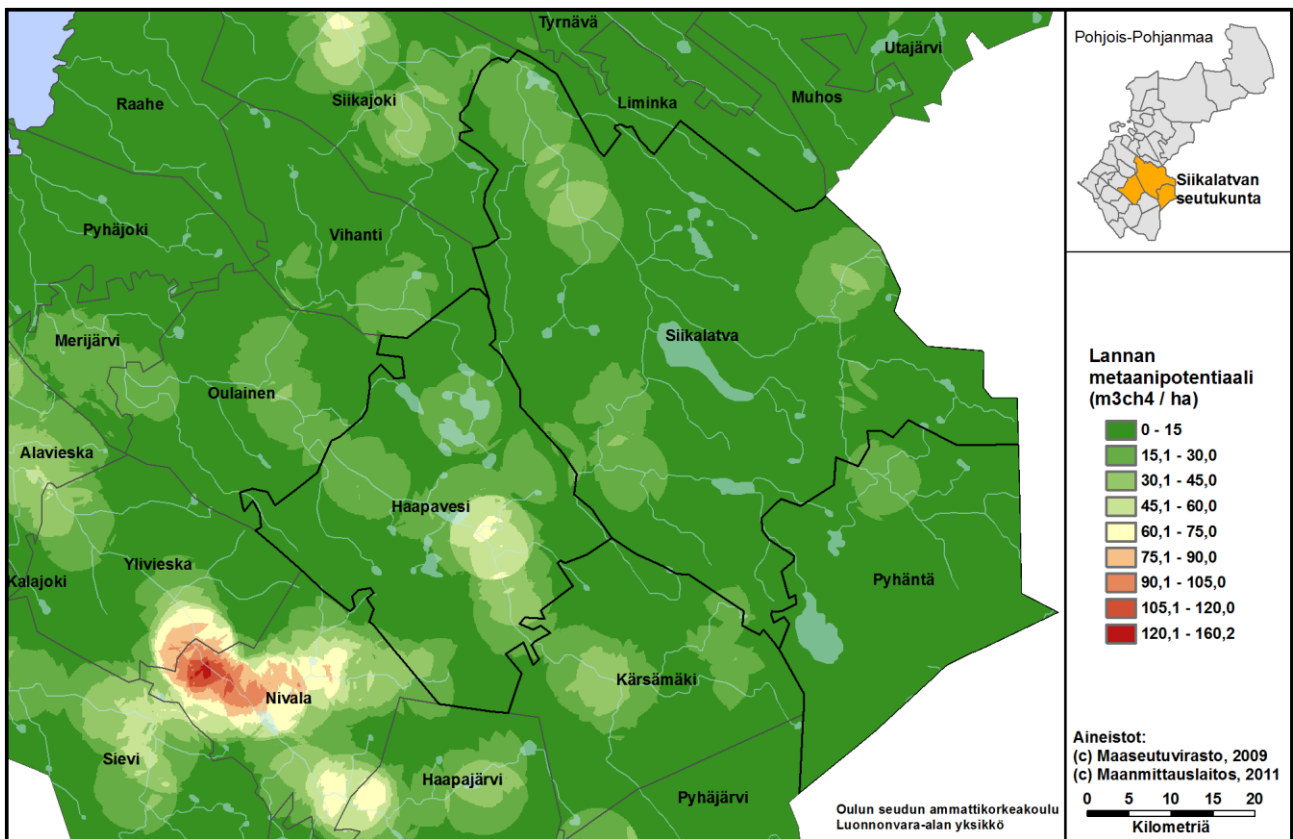 Tyrnävä
Utajärvi
Raahe
Siikajoki
Liminka
Muhos
Pyhäjoki
Vihanti
Merijärvi
Siikalatva
Oulainen
Alavieska
Haapavesi
Ylivieska
Kalajoki
Pyhäntä
Nivala
Kärsämäki
Sievi
Haapajärvi
Pyhäjärvi
Oulun seudun ammattikorkeakoulu
Luonnonvara-alan yksikkö
Pohjois-Pohjanmaa
Siikalatvan
seutukunta
Lannan
metaanipotentiaali
(m3ch4 / ha)
0 - 15
15,1 - 30,0
30,1 - 45,0
45,1 - 60,0
60,1 - 75,0
75,1 - 90,0
90,1 - 105,0
105,1 - 120,0
120,1 - 160,2
Aineistot:
(c) Maaseutuvirasto, 2009
(c) Maanmittauslaitos, 2011
0 5 10 15 20
Kilometriä